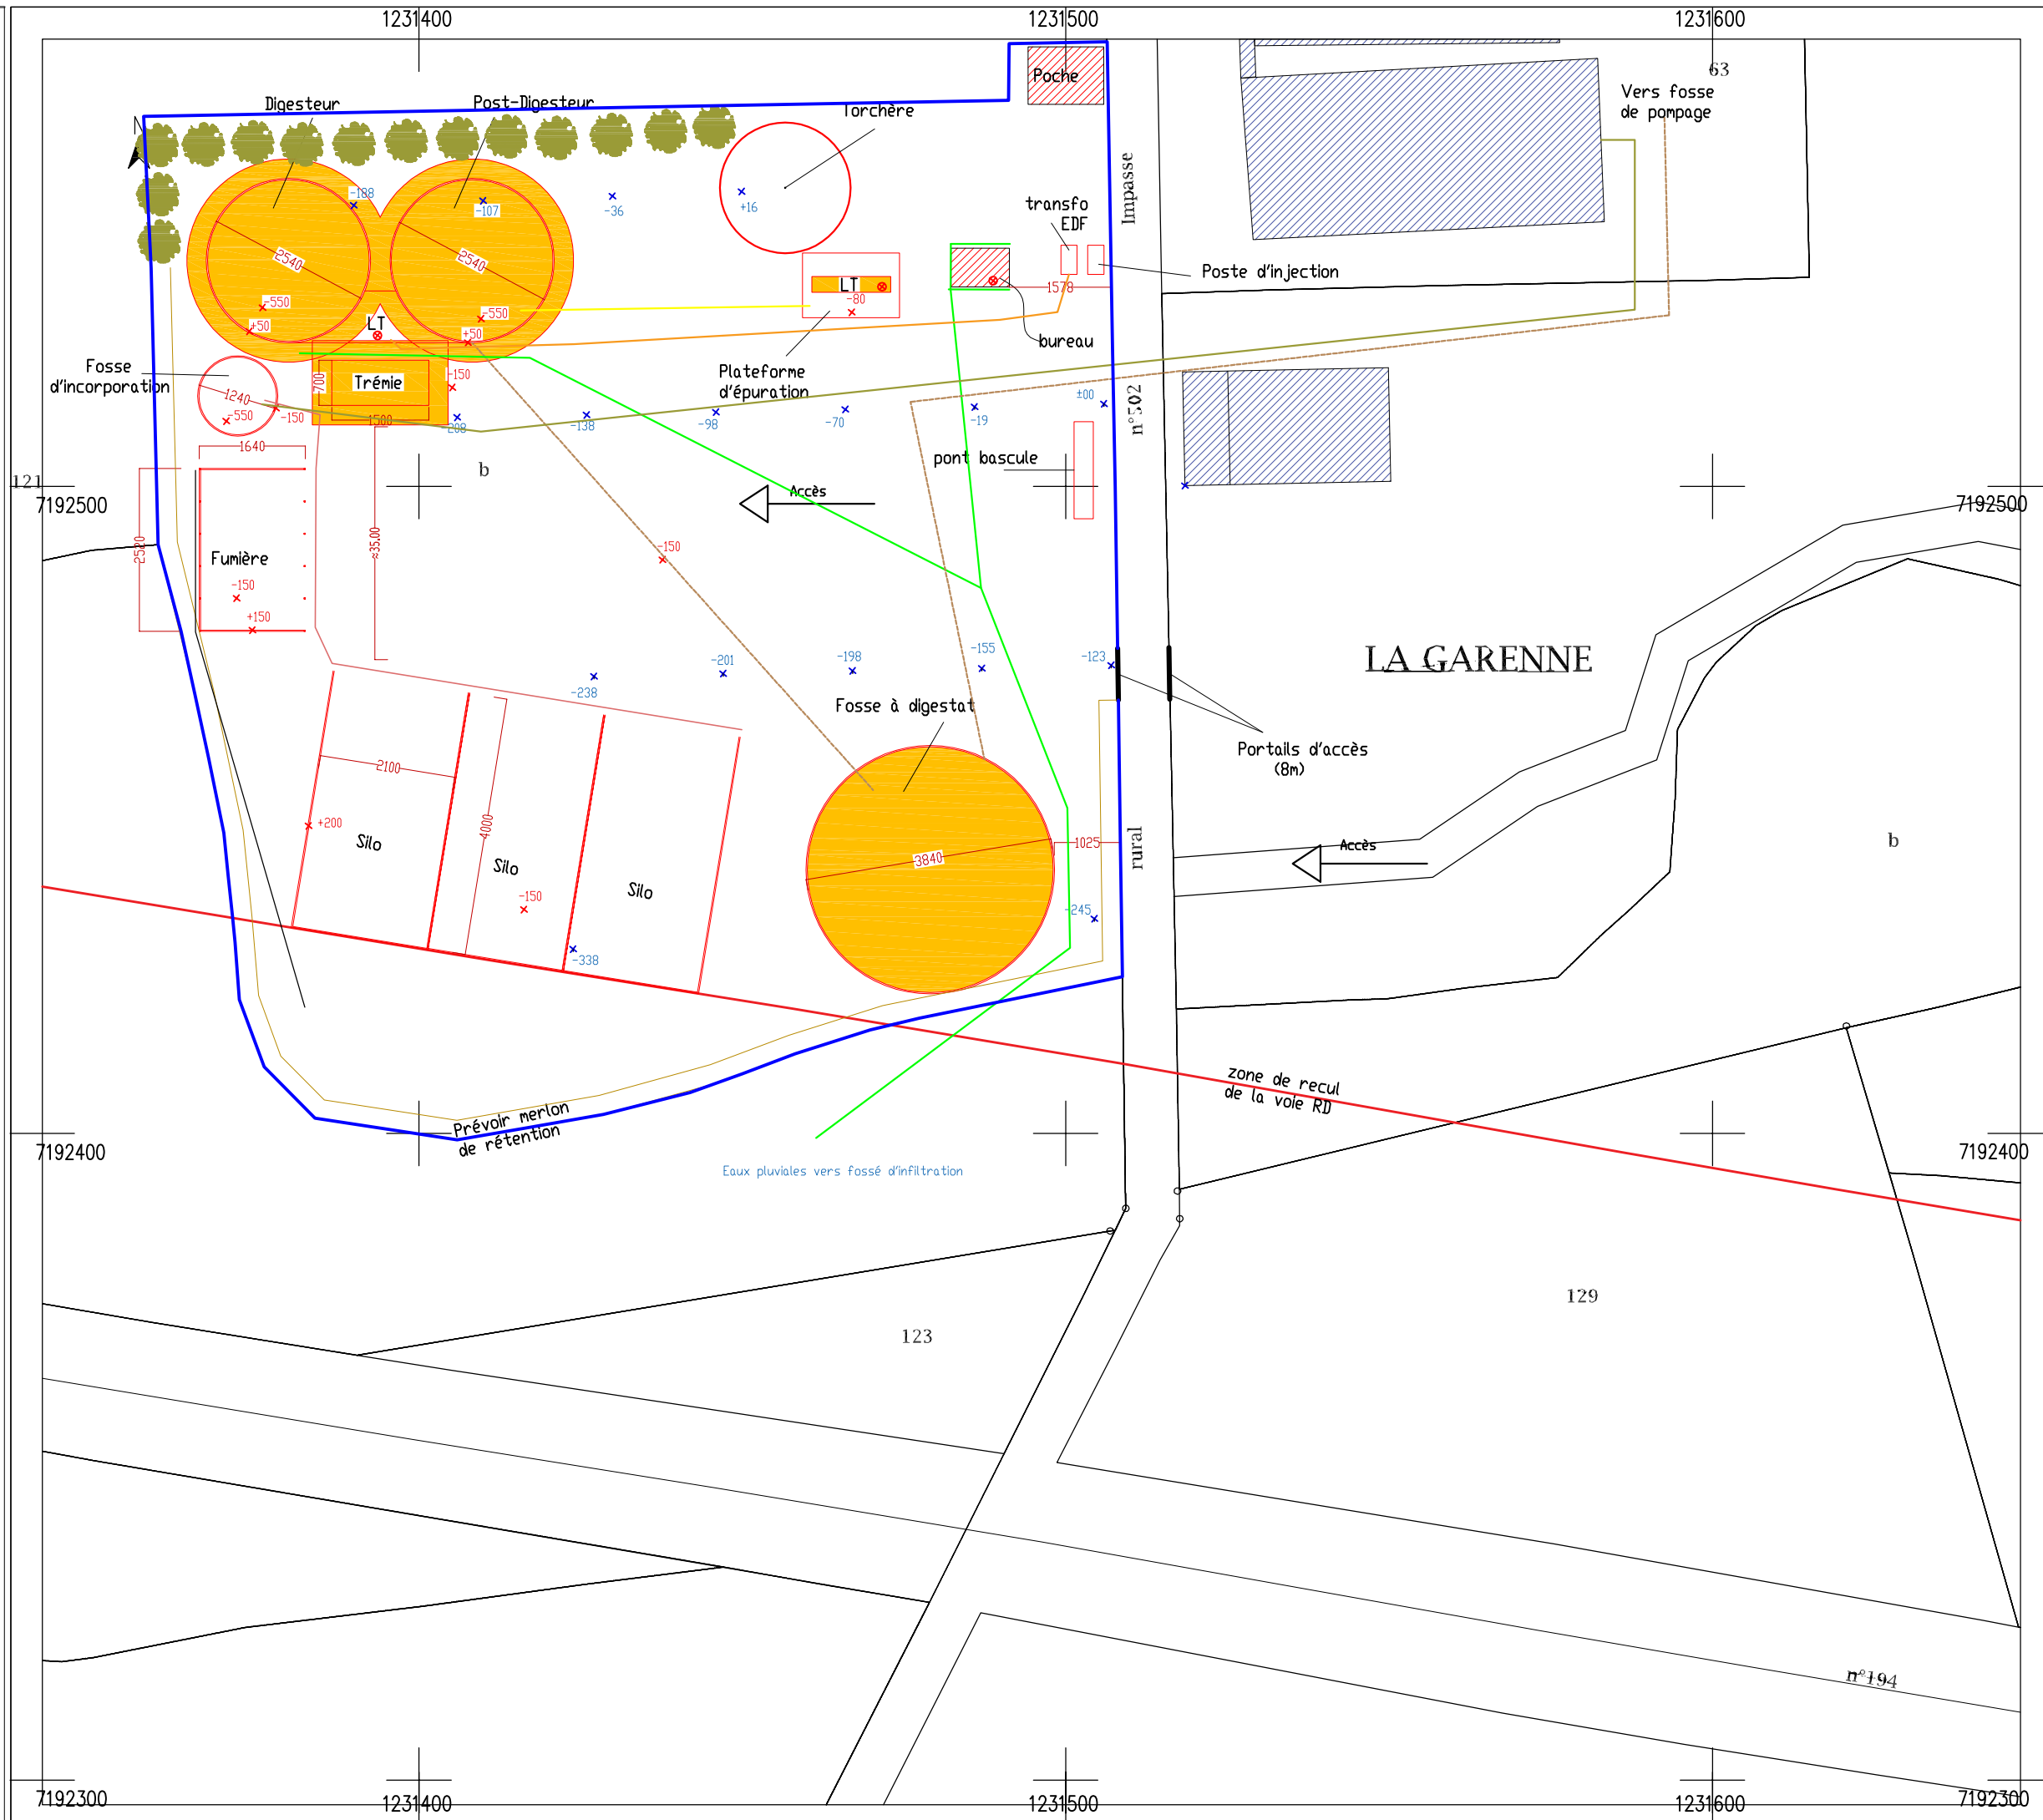 1231400
1231500
1231600
63
Poche
Digesteur
Post-Digesteur
Torchère
Vers fosse
de pompage
N
Impasse
-188
-107
-36
+16
transfo
EDF
Poste d'injection
2540
2540
LT
1578
-80
-550
+50
-550
+50
LT
bureau
Fosse
d'incorporation
Plateforme
d'épuration
700
Trémie
-150
1240
-550
-150
1500
-208
-138
-98
-70
-19
±00
n°502
1640
b
pont bascule
121
7192500
Accès
7192500
2520
Fumière
≈35.00
-150
-150
+150
LA GARENNE
-238
-201
-198
-155
-123
Fosse à digestat
Portails d'accès
(8m)
2100
+200
Silo
4000
Silo
Silo
-150
3840
1025
rural
Accès
b
-245
-338
zone de recul
de la voie RD
Prévoir merlon
de rétention
7192400
7192400
Eaux pluviales vers fossé d'infiltration
129
123
n°194
7192300
1231400
1231500
1231600
7192300